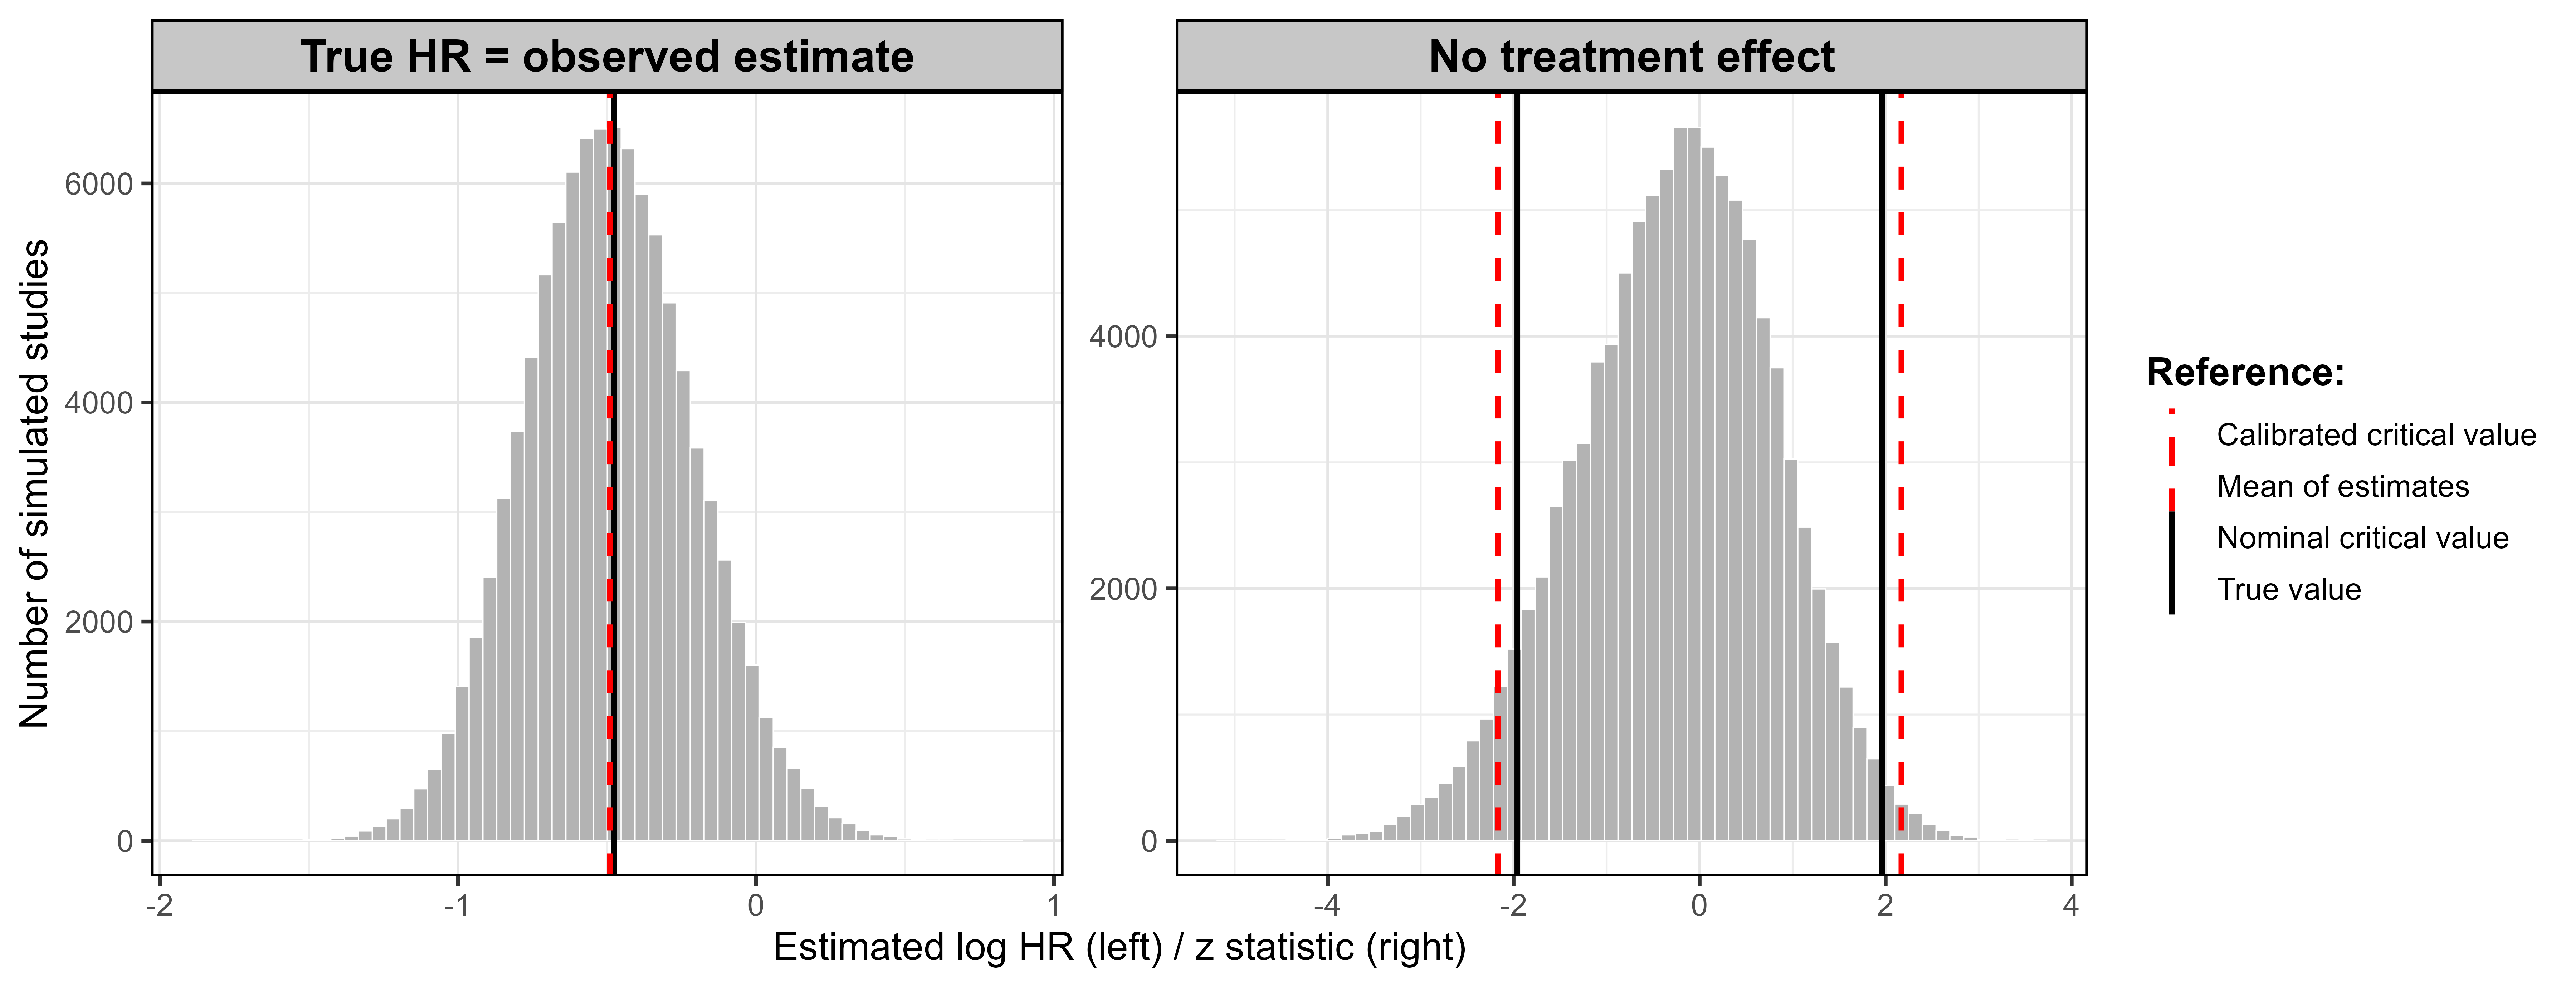 True HR = observed estimate
No treatment effect
Number of simulated studies
6000
4000
2000
0
4000
2000
0
-2
-1
0
1
-4
-2
0
2
4
Estimated log HR (left) / z statistic (right)
Reference:
Calibrated critical value
Mean of estimates
Nominal critical value
True value